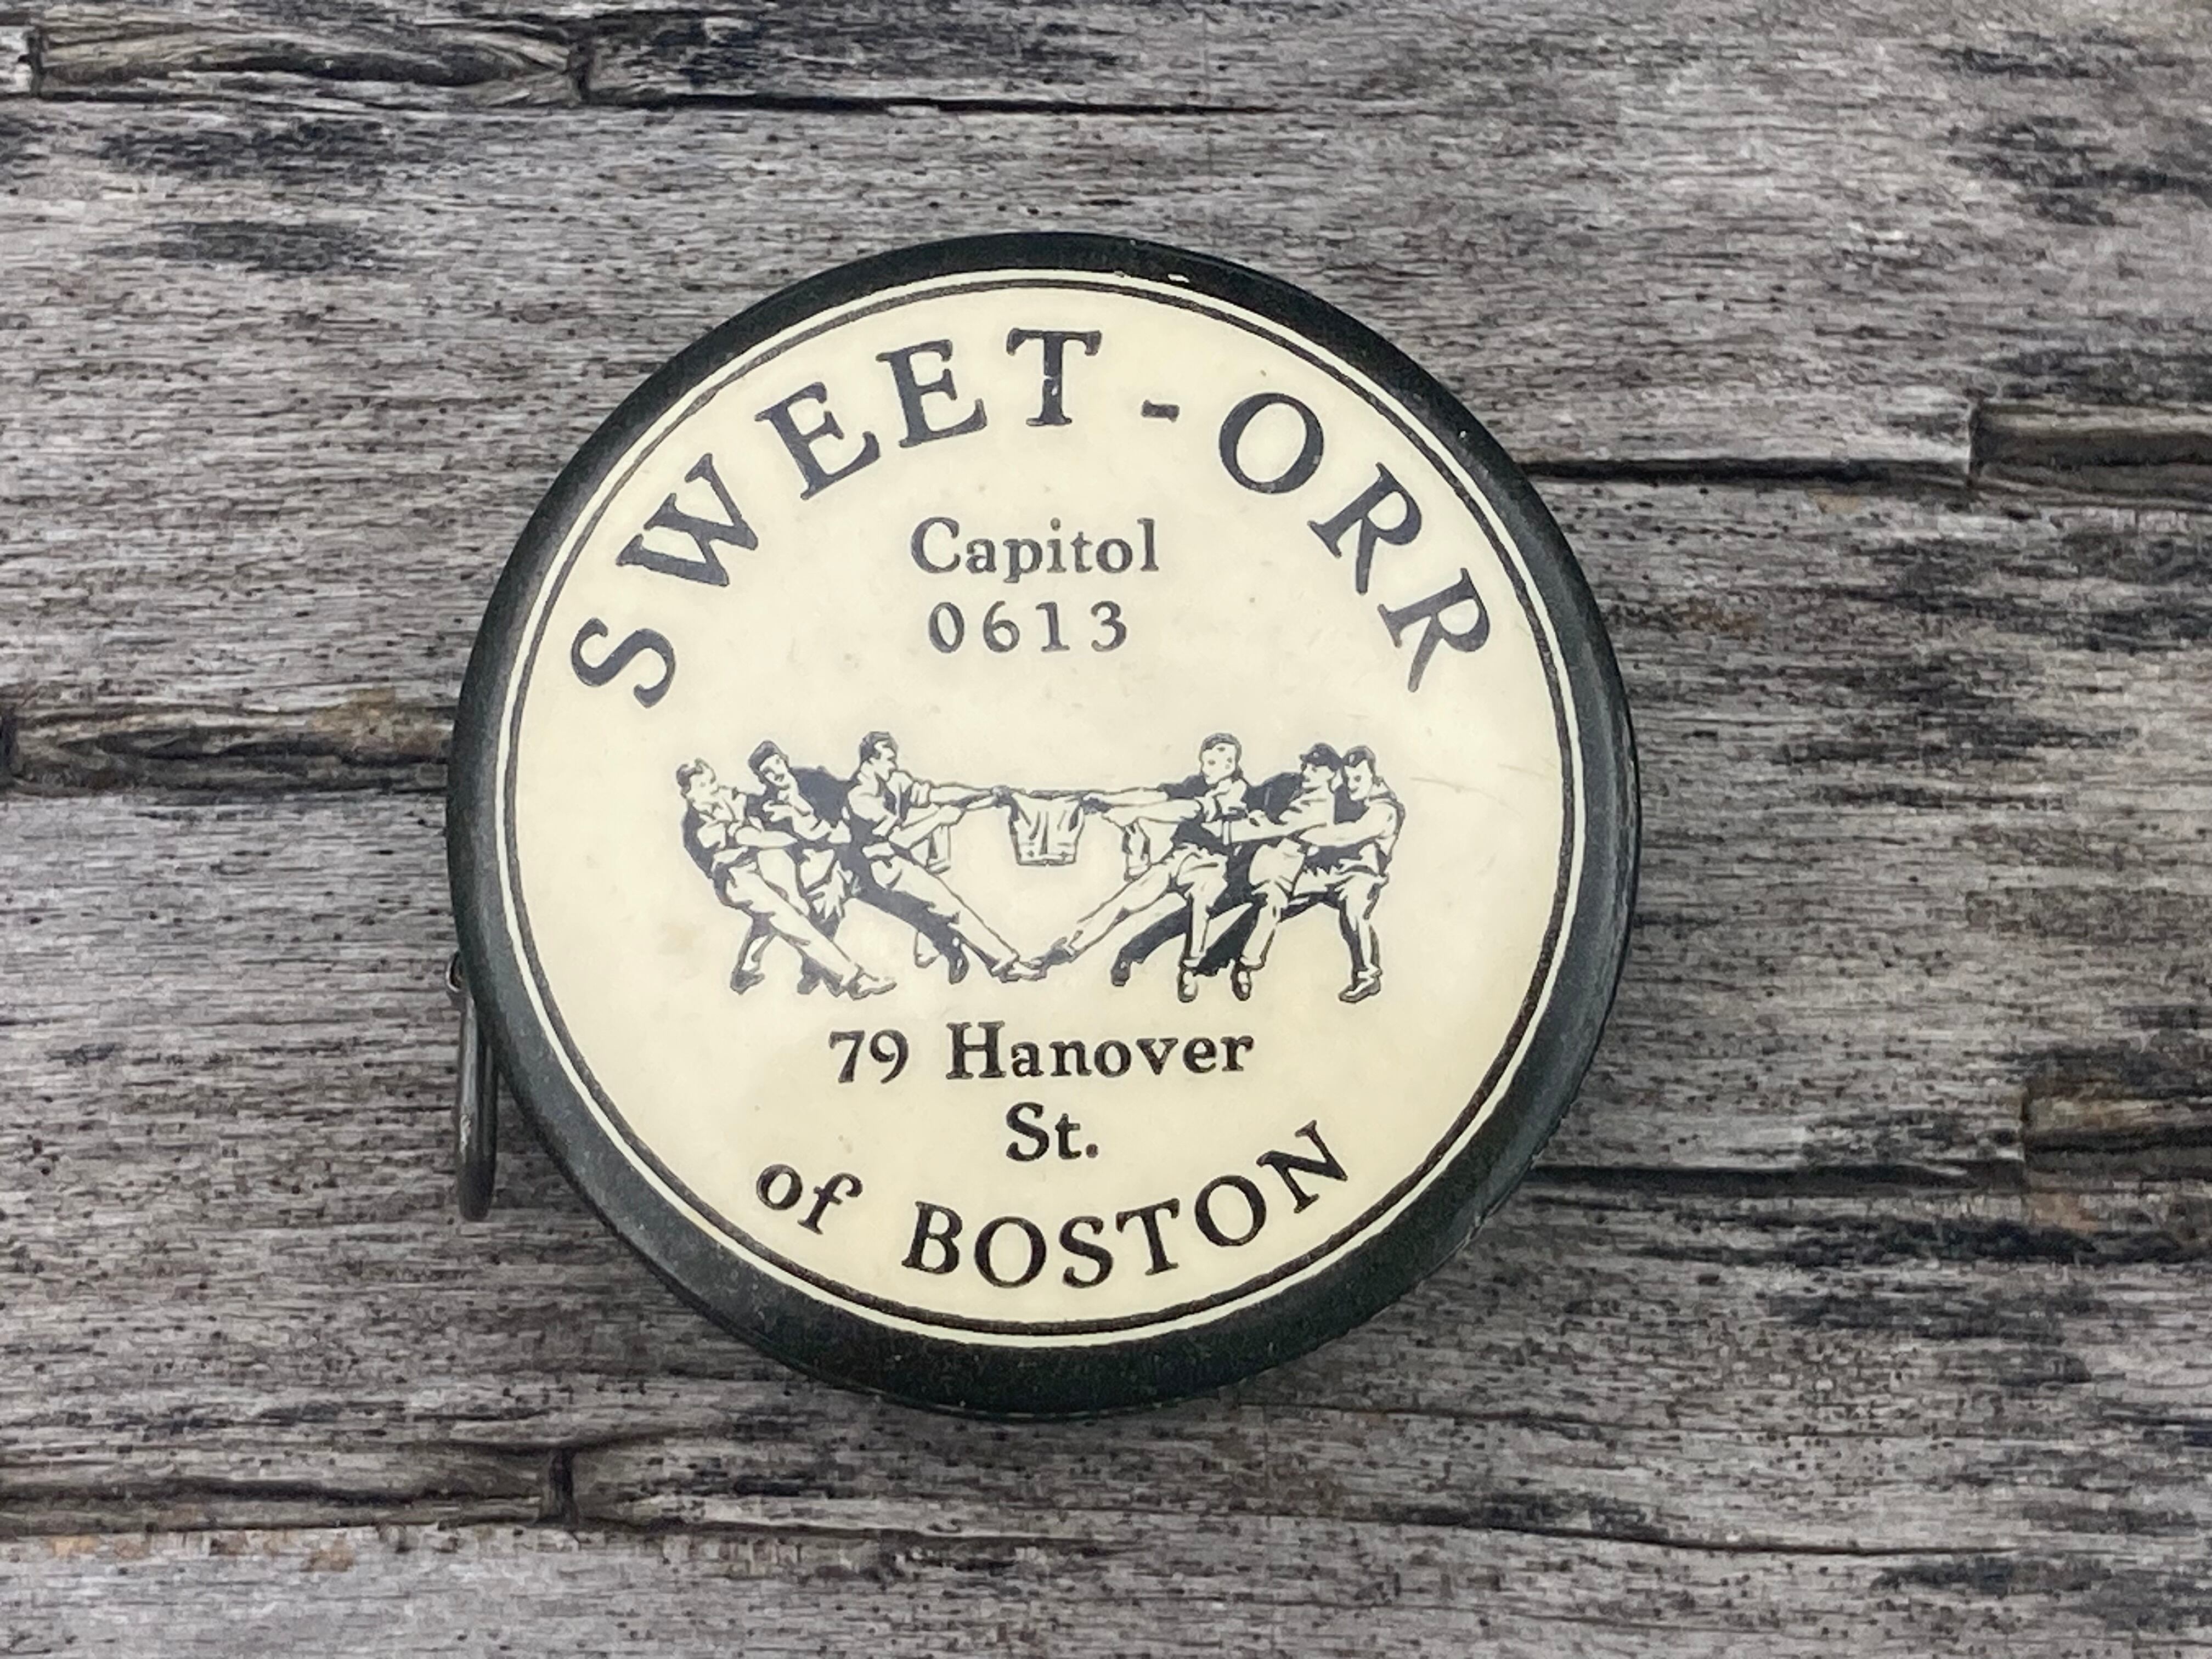 SWEET-ORR
Capitol
0613
79 Hanover
St.
of BOSTON